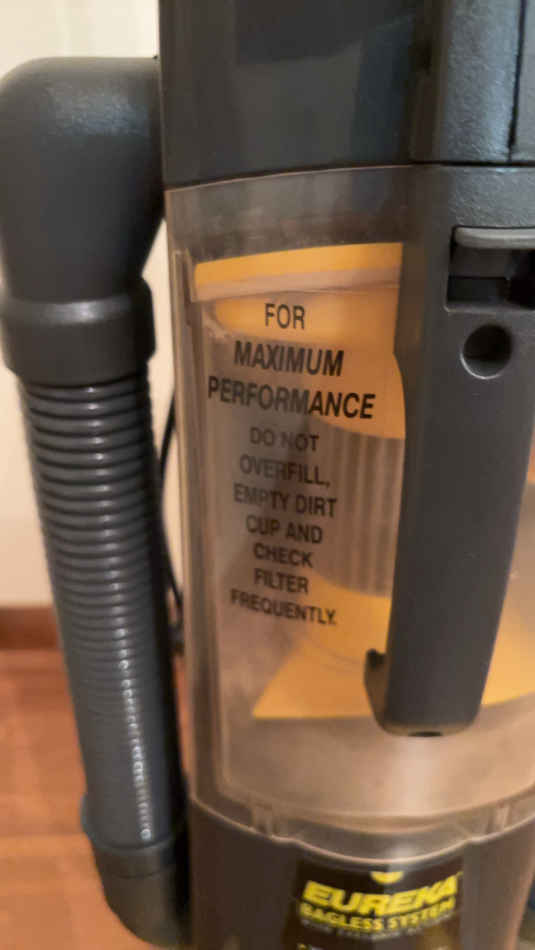 FOR
MAXIMUM
PERFORMANCE
DO NOT
OVERFILL,
EMPTY DIRT
CUP AND
CHECK
FILTER
FREQUENTLY.
EUREKA
BAGLESS SYSTEM